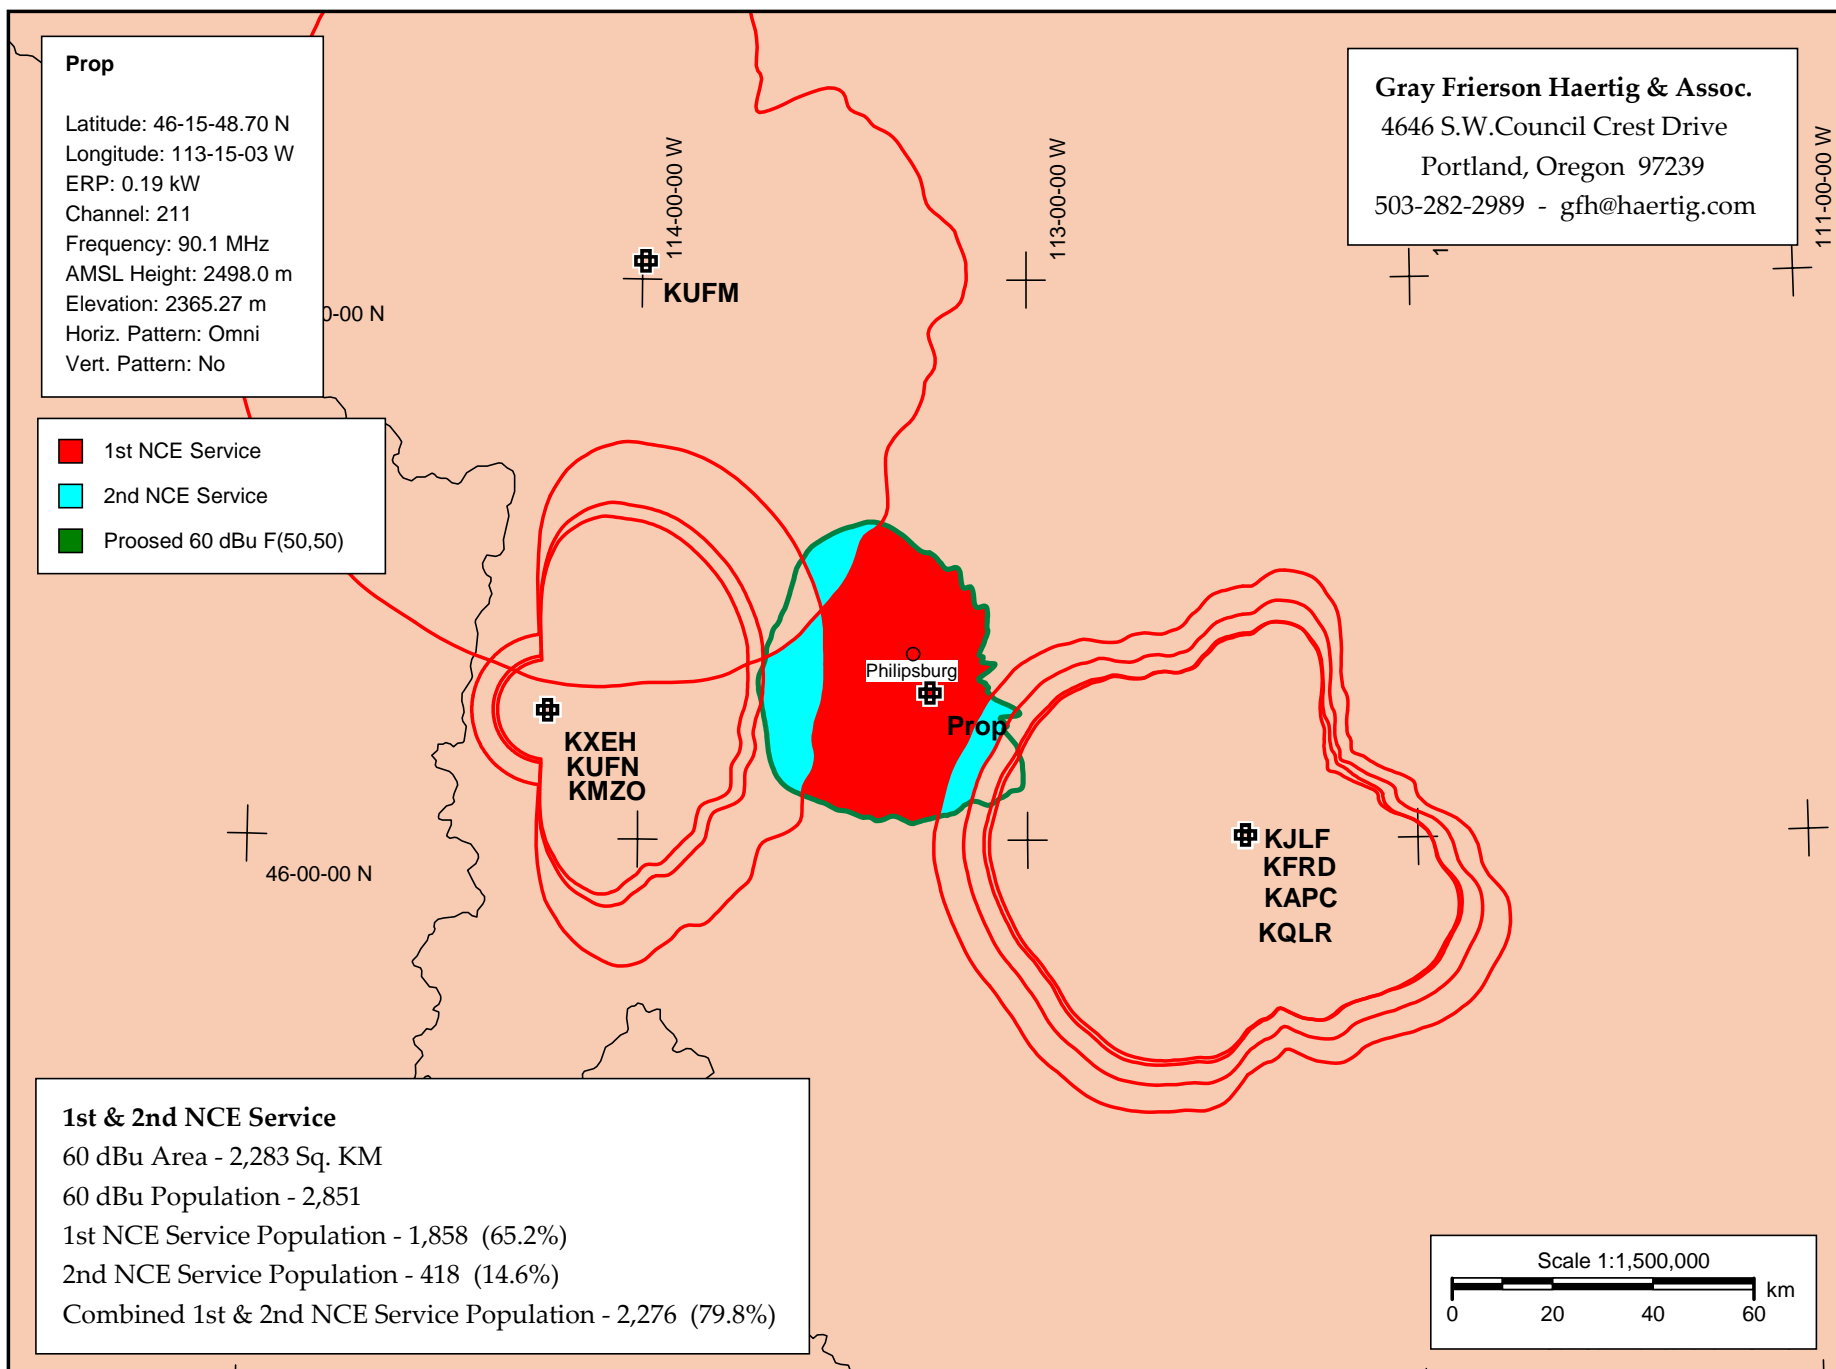 Prop
Latitude: 46-15-48.70 N
Longitude: 113-15-03 W
ERP: 0.19 kW
Channel: 211
Frequency: 90.1 MHz
AMSL Height: 2498.0 m
Elevation: 2365.27 m
Horiz. Pattern: Omni
Vert. Pattern: No
Gray Frierson Haertig & Assoc.
4646 S.W.Council Crest Drive
Portland, Oregon 97239
503-282-2989 - gfh@haertig.com
114-00-00 W
113-00-00 W
1
111-00-00 W
KUFM
0-00 N
1st NCE Service
2nd NCE Service
Proosed 60 dBu F(50,50)
Philipsburg
Prop
KXEH
KUFN
KMZO
KJLF
KFRD
KAPC
KQLR
46-00-00 N
1st & 2nd NCE Service
60 dBu Area - 2,283 Sq. KM
60 dBu Population - 2,851
1st NCE Service Population - 1,858 (65.2%)
2nd NCE Service Population - 418 (14.6%)
Combined 1st & 2nd NCE Service Population - 2,276 (79.8%)
Scale 1:1,500,000
km
0 20 40 60